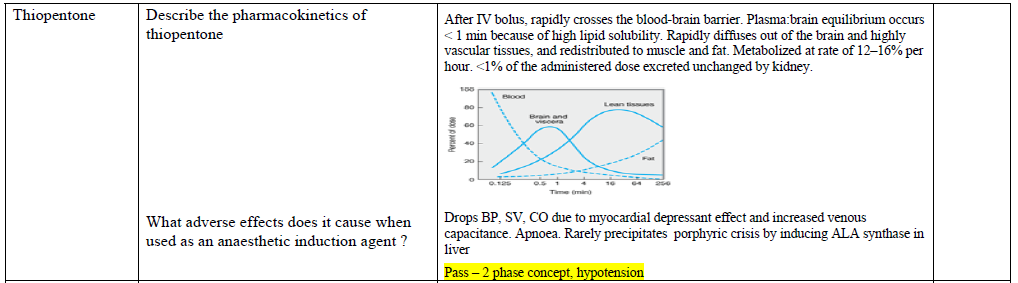 Thiopentone
Describe the pharmacokinetics of
thiopentone
After IV bolus, rapidly crosses the blood-brain barrier. Plasma:brain equilibrium occurs
< 1 min because of high lipid solubility. Rapidly diffuses out of the brain and highly
vascular tissues, and redistributed to muscle and fat. Metabolized at rate of 12–16% per
hour. <1% of the administered dose excreted unchanged by kidney.
100
80
60
40
20
0
Percent of dose
Blood
Brain and
viscera
Lean tissues
Fat
0.125 0.5 1 4 16 64 256
Time (min)
What adverse effects does it cause when
used as an anaesthetic induction agent ?
Drops BP, SV, CO due to myocardial depressant effect and increased venous
capacitance. Apnoea. Rarely precipitates porphyric crisis by inducing ALA synthase in
liver
Pass – 2 phase concept, hypotension